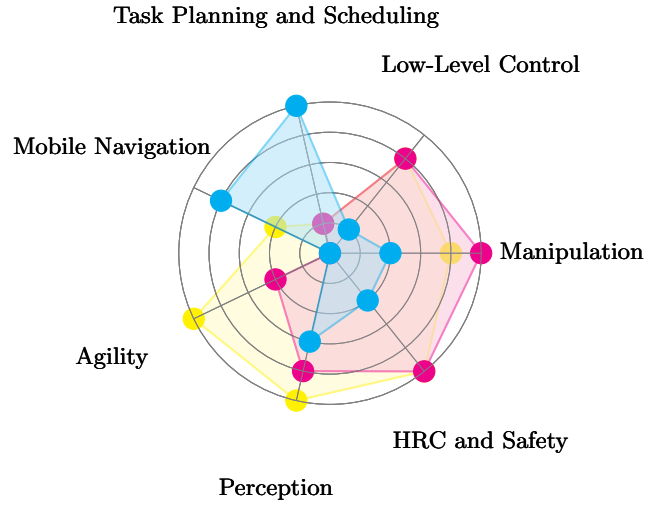 Task Planning and Scheduling
Low-Level Control
Mobile Navigation
Manipulation
Agility
HRC and Safety
Perception